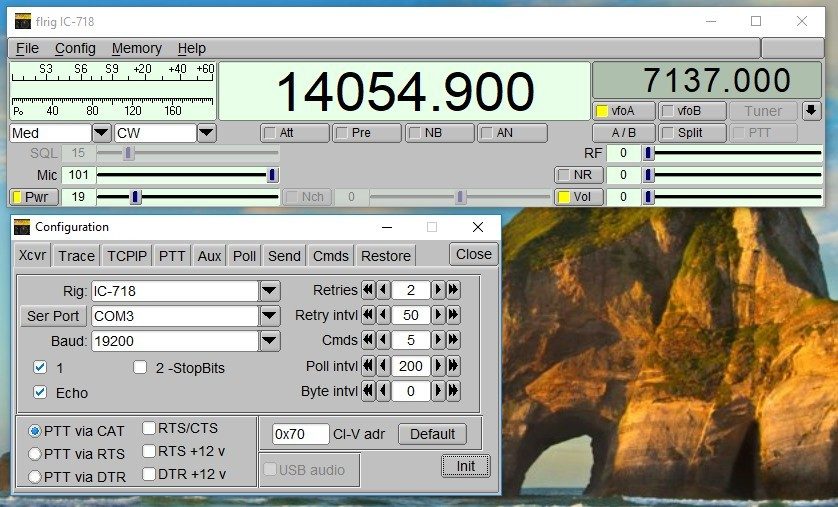 flrig IC-718
File Config Memory Help
S3 S6 S9 +20 +40 +60
Po 40 80 120 160
14054.900
7137.000
vfoA vfoB Tuner
Med CW Att Pre NB AN A / B Split PTT
SQL 15 RF 0
Mic 101 NR 0
Pwr 19 Nch 0 Vol 0
Configuration
Xcvr Trace TCPIP PTT Aux Poll Send Cmds Restore Close
Rig: IC-718 Retries 2
Ser Port COM3 Retry intvl 50
Baud: 19200 Cmds 5
1 2 -StopBits Poll intvl 200
Echo Byte intvl 0
PTT via CAT RTS/CTS 0x70 CI-V adr Default
PTT via RTS RTS +12 v
PTT via DTR DTR +12 v USB audio Init